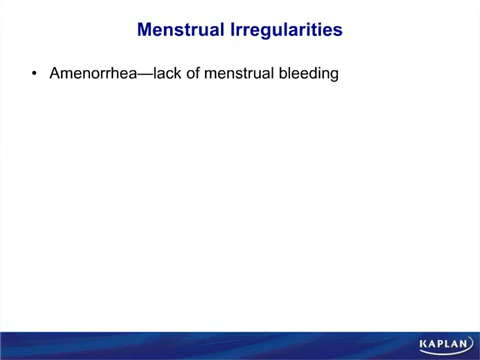 Menstrual Irregularities
• Amenorrhea—lack of menstrual bleeding
KAPLAN